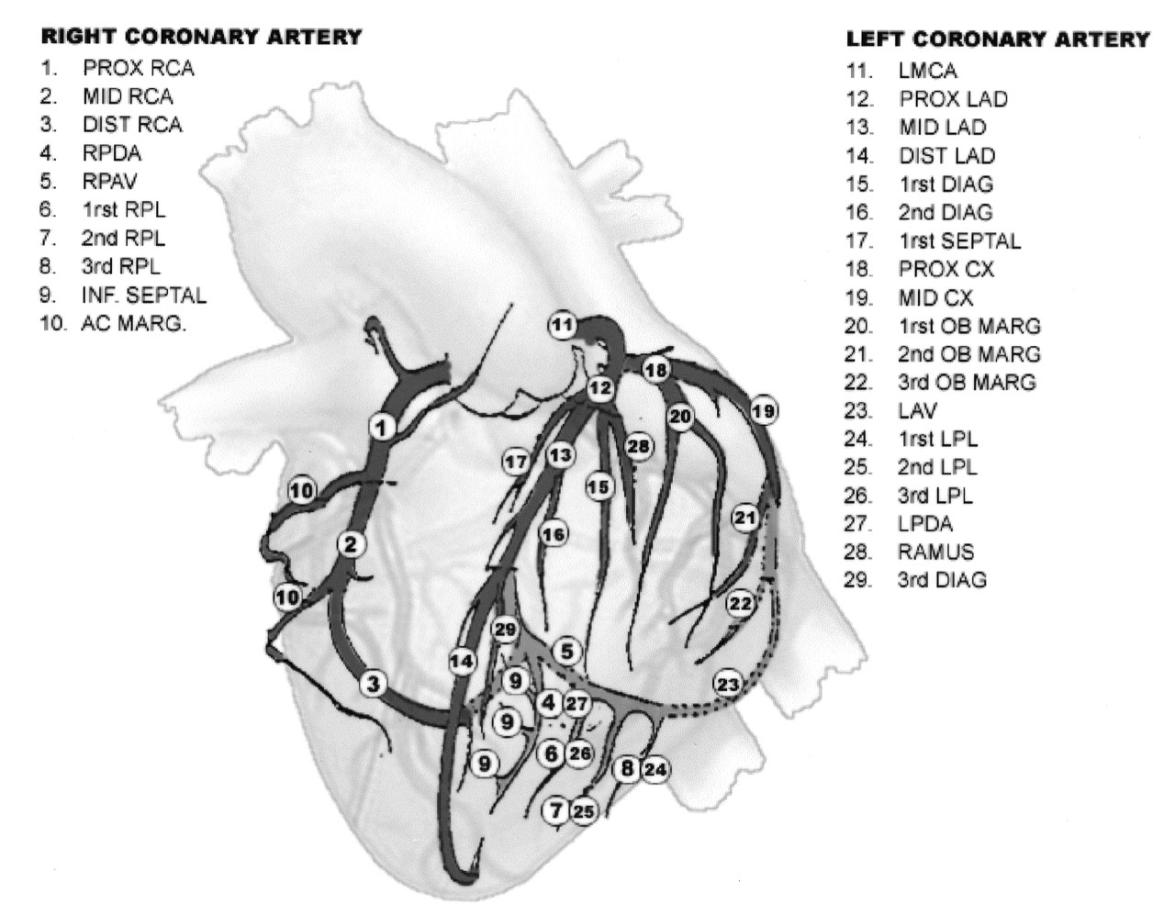 RIGHT CORONARY ARTERY
1. PROX RCA
2. MID RCA
3. DIST RCA
4. RPDA
5. RPAV
6. 1rst RPL
7. 2nd RPL
8. 3rd RPL
9. INF. SEPTAL
10. AC MARG.
LEFT CORONARY ARTERY
11. LMCA
12. PROX LAD
13. MID LAD
14. DIST LAD
15. 1rst DIAG
16. 2nd DIAG
17. 1rst SEPTAL
18. PROX CX
19. MID CX
20. 1rst OB MARG
21. 2nd OB MARG
22. 3rd OB MARG
23. LAV
24. 1rst LPL
25. 2nd LPL
26. 3rd LPL
27. LPDA
28. RAMUS
29. 3rd DIAG
11
18
12
19
20
1
28
13
17
15
10
21
16
2
10
22
29
5
14
9
23
3
4 27
9
6 26
9
8 24
7 25